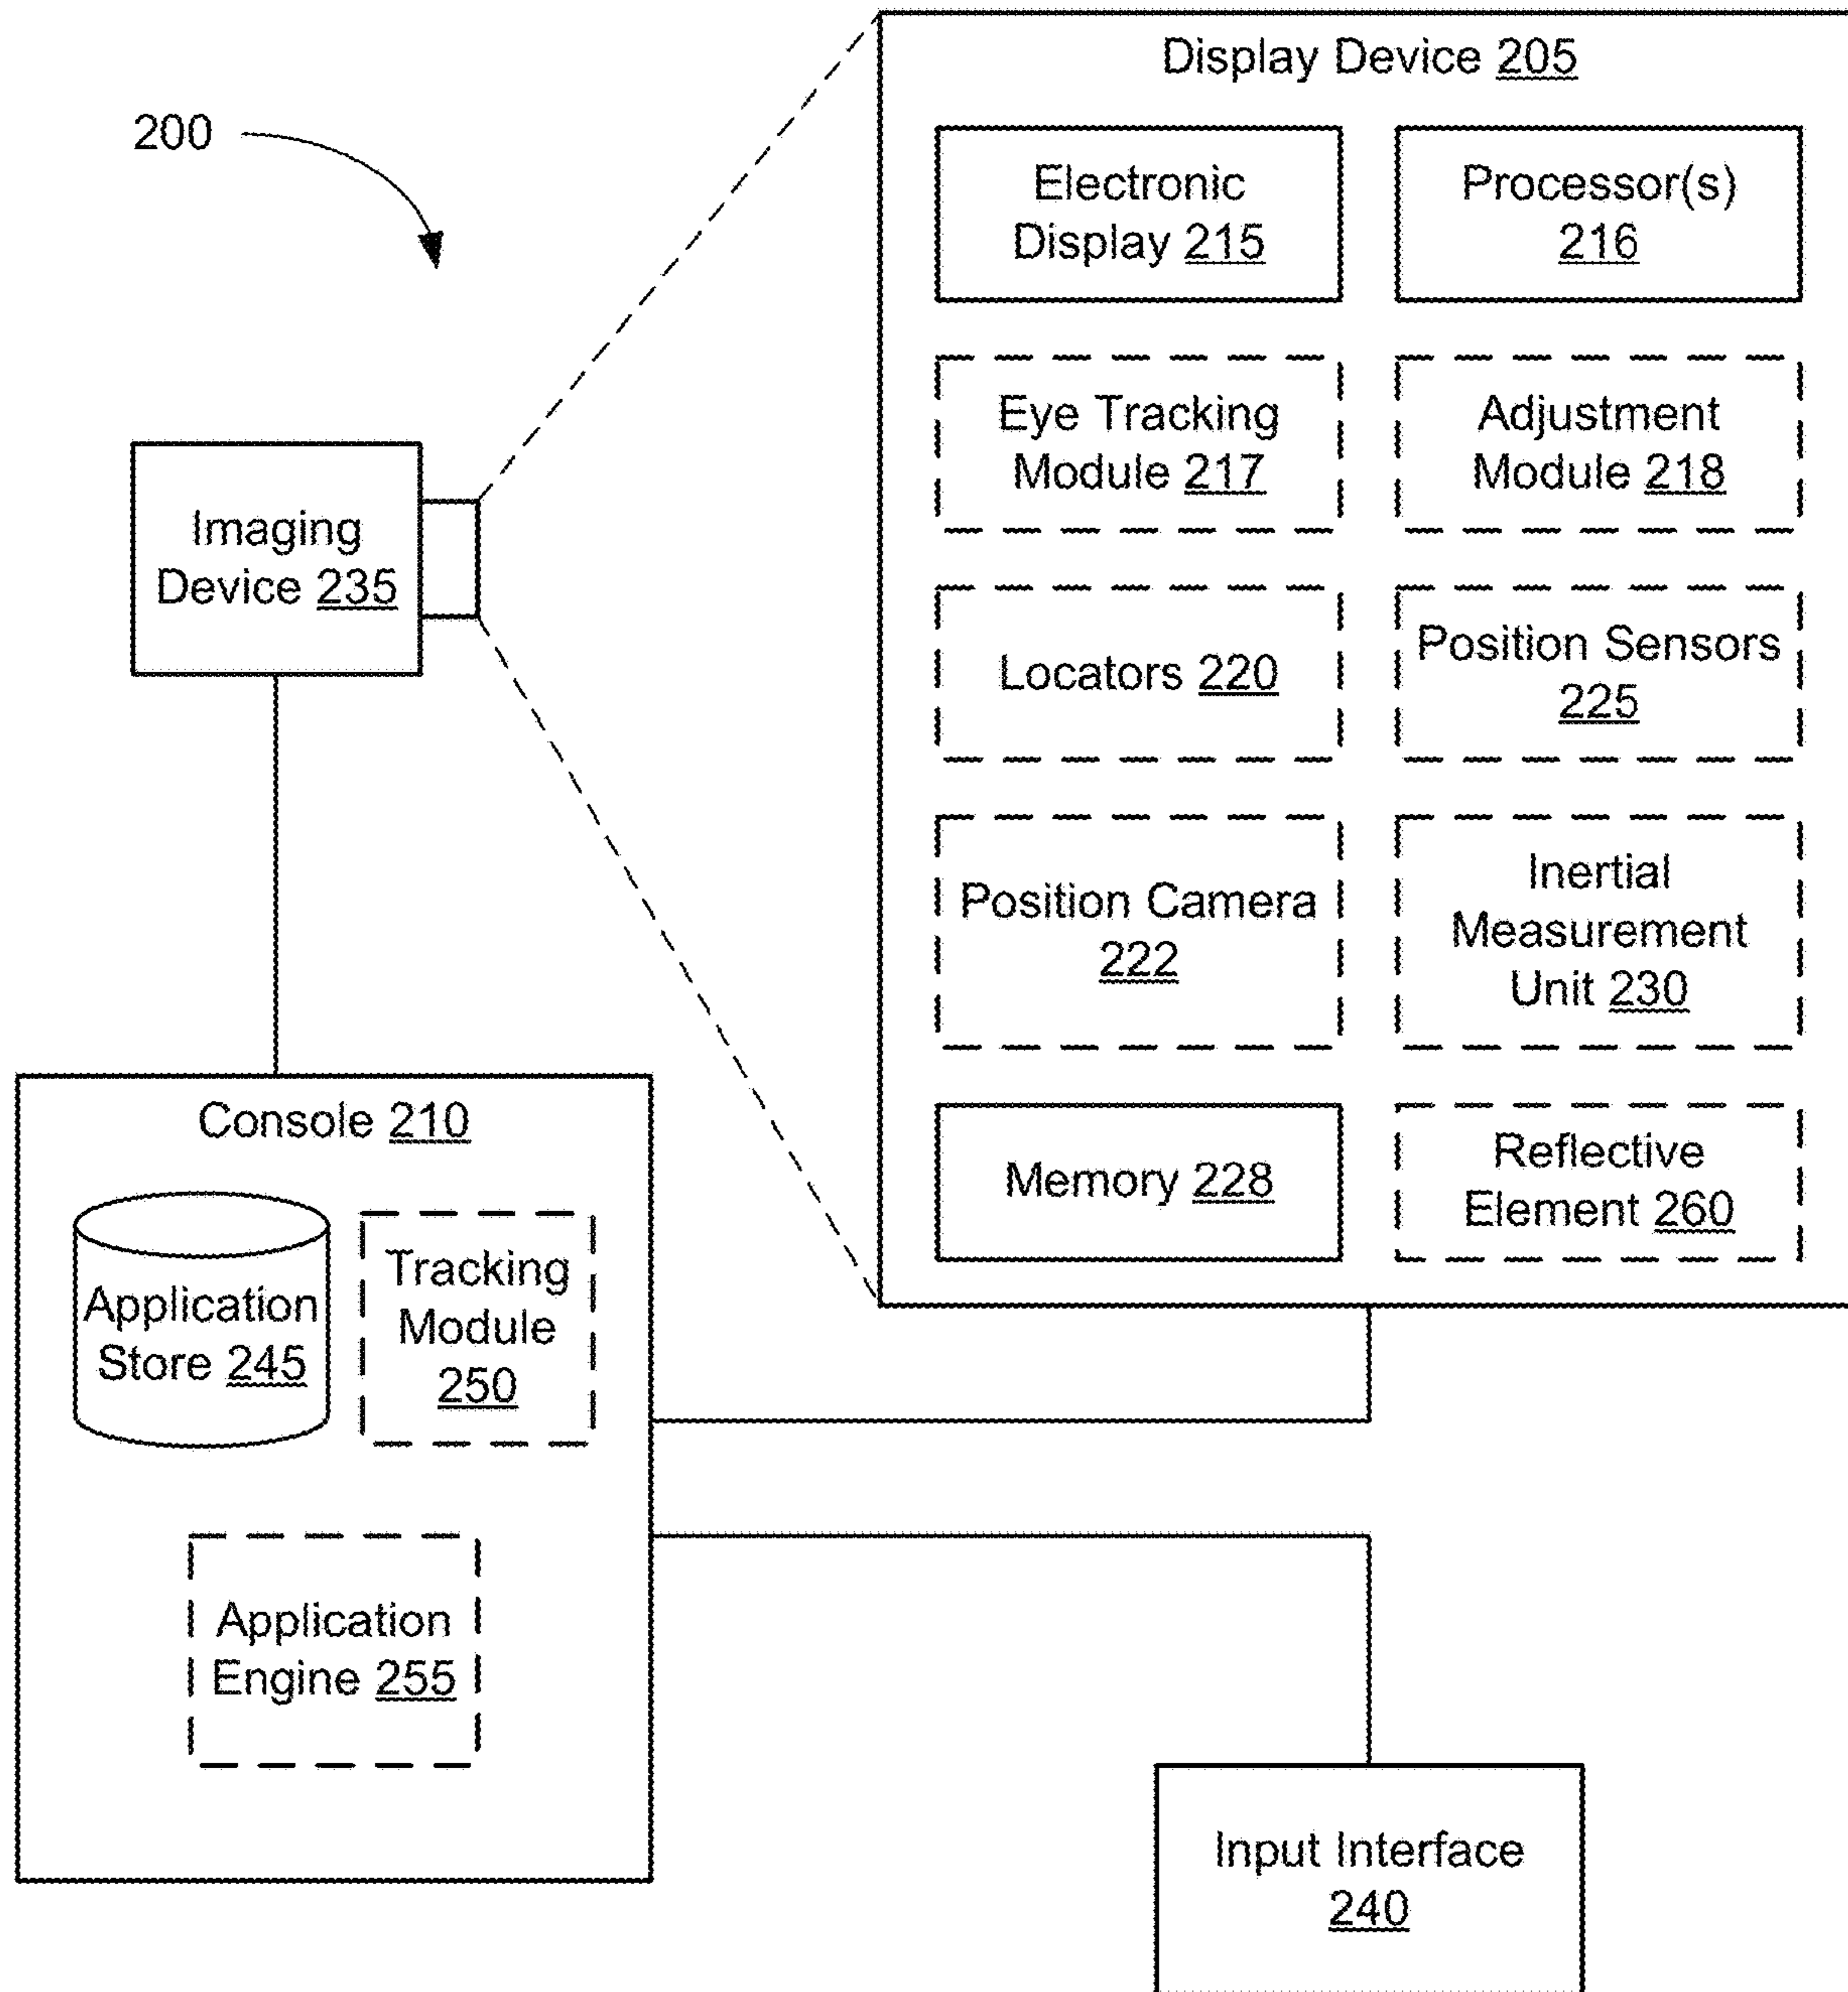 200
Display Device 205
Electronic
Display 215
Processor(s)
216
Eye Tracking
Module 217
Adjustment
Module 218
Imaging
Device 235
Locators 220
Position Sensors
225
Position Camera
222
Inertial
Measurement
Unit 230
Memory 228
Reflective
Element 260
Console 210
Application
Store 245
Tracking
Module
250
Application
Engine 255
Input Interface
240